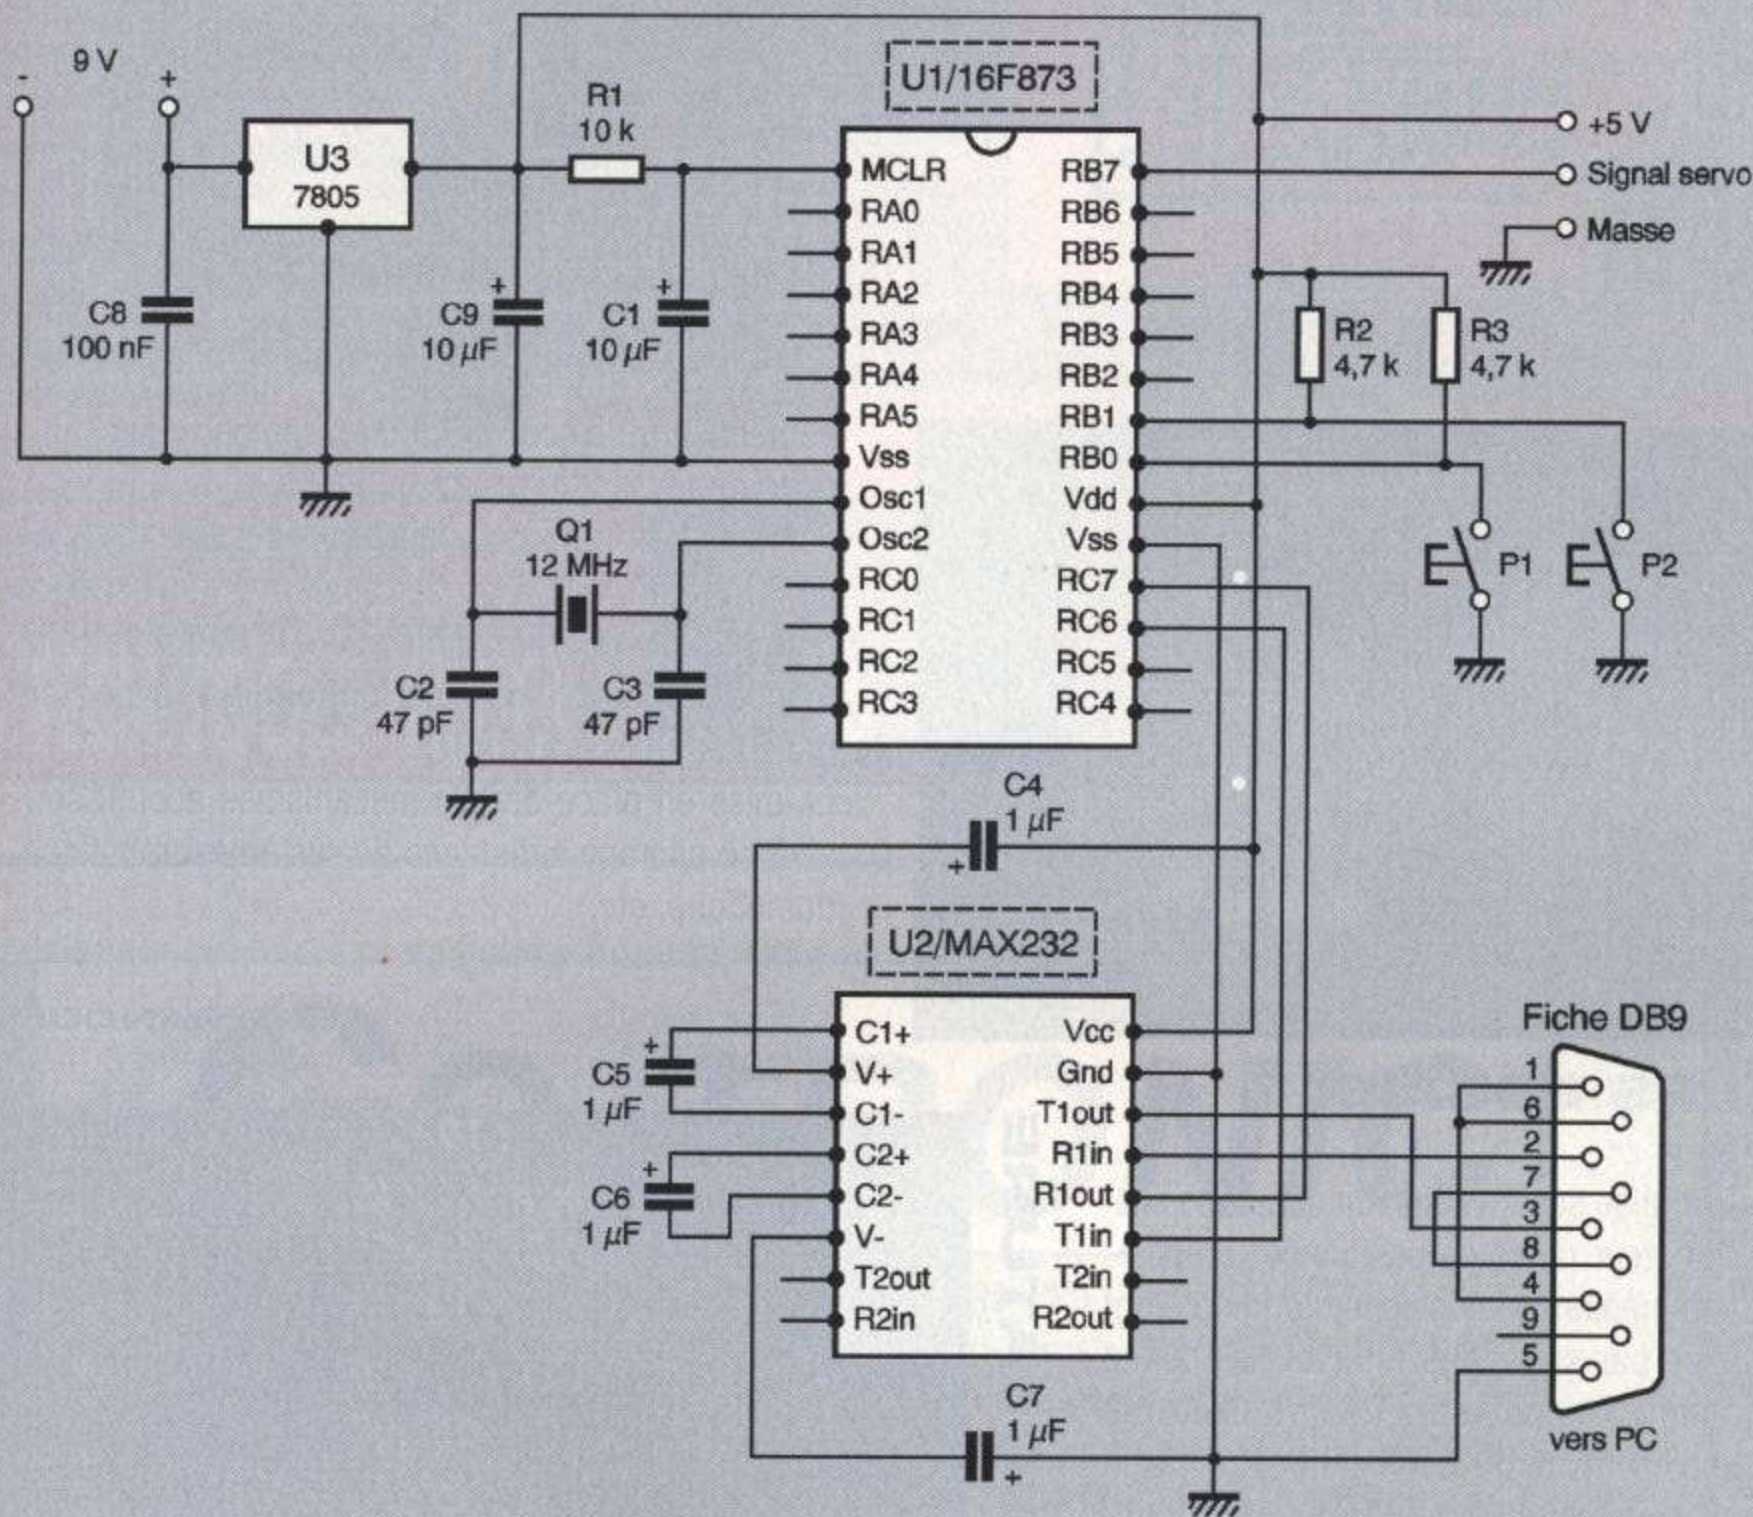 9 V
-
+
U3
7805
R1
10 k
C8
100 nF
+
C9
10 µF
+
C1
10 µF
U1/16F873
MCLR
RA0
RA1
RA2
RA3
RA4
RA5
Vss
Osc1
Osc2
RC0
RC1
RC2
RC3
RB7
RB6
RB5
RB4
RB3
RB2
RB1
RB0
Vdd
Vss
RC7
RC6
RC5
RC4
+5 V
Signal servo
Masse
R2
4,7 k
R3
4,7 k
P1
P2
Q1
12 MHz
C2
47 pF
C3
47 pF
C4
1 µF
+
U2/MAX232
C1+
V+
C1-
C2+
C2-
V-
T2out
R2in
Vcc
Gnd
T1out
R1in
R1out
T1in
T2in
R2out
+
C5
1 µF
+
C6
1 µF
C7
1 µF
+
Fiche DB9
1
6
2
7
3
8
4
9
5
vers PC